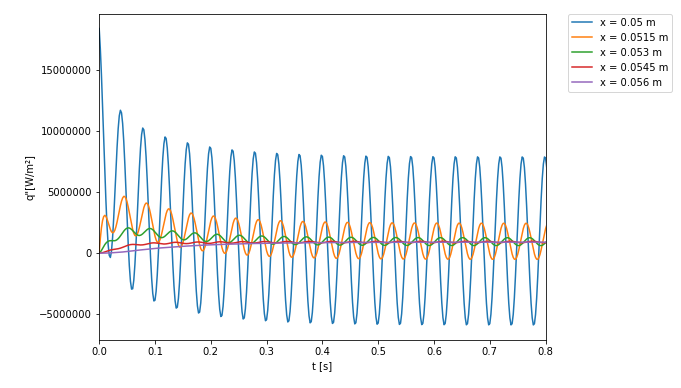 x = 0.05 m
x = 0.0515 m
x = 0.053 m
x = 0.0545 m
x = 0.056 m
15000000
10000000
5000000
0
−5000000
q"[W/m²]
0.0 0.1 0.2 0.3 0.4 0.5 0.6 0.7 0.8
t [s]